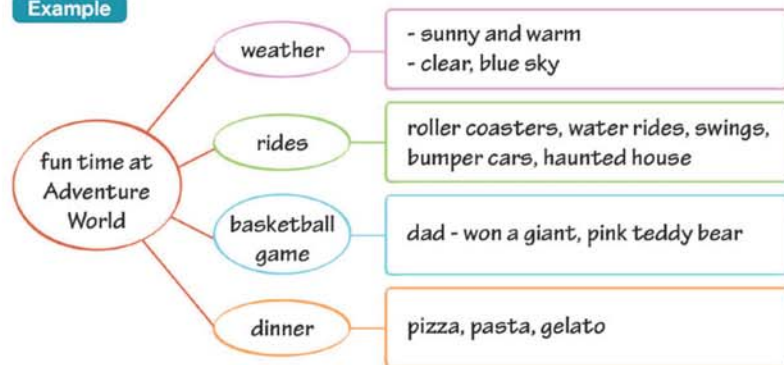 Example
fun time at
Adventure
World
weather
- sunny and warm
- clear, blue sky
rides
roller coasters, water rides, swings,
bumper cars, haunted house
basketball
game
dad - won a giant, pink teddy bear
dinner
pizza, pasta, gelato